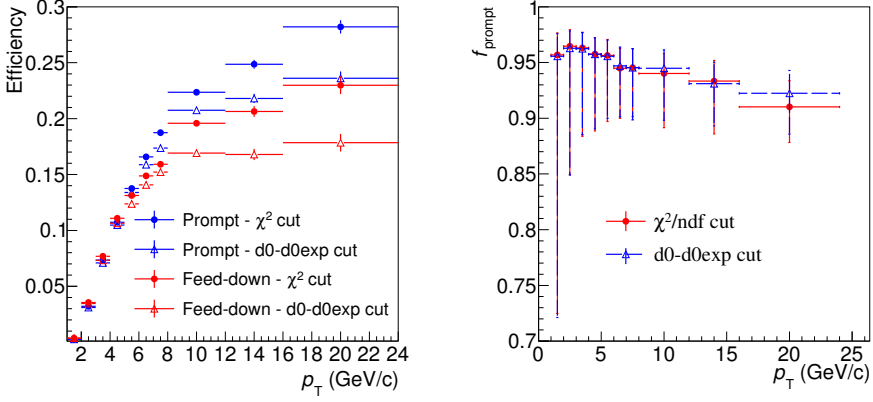 Efficiency
0.3
0.25
0.2
0.15
0.1
0.05
Prompt - χ² cut
Prompt - d0-d0exp cut
Feed-down - χ² cut
Feed-down - d0-d0exp cut
2 4 6 8 10 12 14 16 18 20 22 24
p_T (GeV/c)
f_prompt
1
0.95
0.9
0.85
0.8
0.75
0.7
χ²/ndf cut
d0-d0exp cut
0 5 10 15 20 25
p_T (GeV/c)